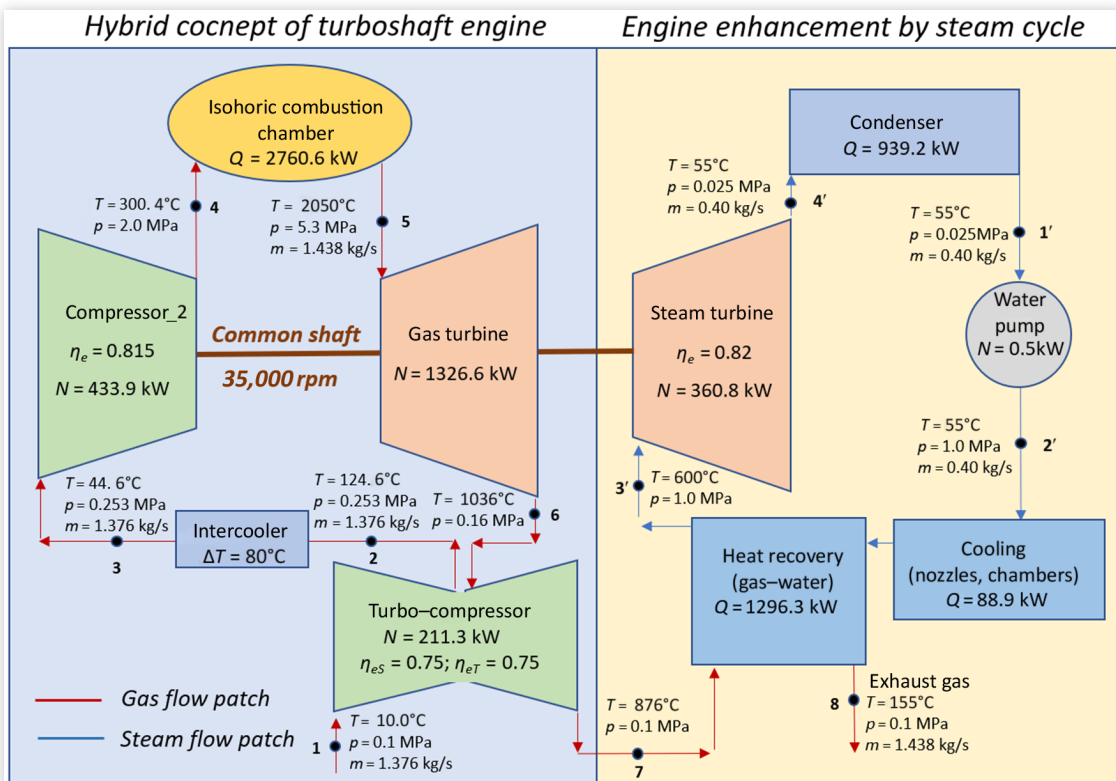 Hybrid cocnept of turboshaft engine
Engine enhancement by steam cycle
Isohoric combustion
chamber
Q = 2760.6 kW
T = 300. 4°C
p = 2.0 MPa
4
T = 2050°C
p = 5.3 MPa
m = 1.438 kg/s
5
Compressor_2
ηe = 0.815
N = 433.9 kW
Common shaft
35,000 rpm
Gas turbine
N = 1326.6 kW
T = 44. 6°C
p = 0.253 MPa
m = 1.376 kg/s
3
Intercooler
ΔT = 80°C
T = 124.6°C
p = 0.253 MPa
m = 1.376 kg/s
2
T = 1036°C
p = 0.16 MPa
6
Turbo–compressor
N = 211.3 kW
ηeS = 0.75; ηeT = 0.75
Gas flow patch
Steam flow patch
1
T = 10.0°C
p = 0.1 MPa
m = 1.376 kg/s
Condenser
Q = 939.2 kW
T = 55°C
p = 0.025 MPa
m = 0.40 kg/s
4′
T = 55°C
p = 0.025MPa
m = 0.40 kg/s
1′
Steam turbine
ηe = 0.82
N = 360.8 kW
Water
pump
N = 0.5kW
T = 55°C
p = 1.0 MPa
m = 0.40 kg/s
2′
3′
T = 600°C
p = 1.0 MPa
Heat recovery
(gas–water)
Q = 1296.3 kW
Cooling
(nozzles, chambers)
Q = 88.9 kW
T = 876°C
p = 0.1 MPa
7
Exhaust gas
8
T = 155°C
p = 0.1 MPa
m = 1.438 kg/s